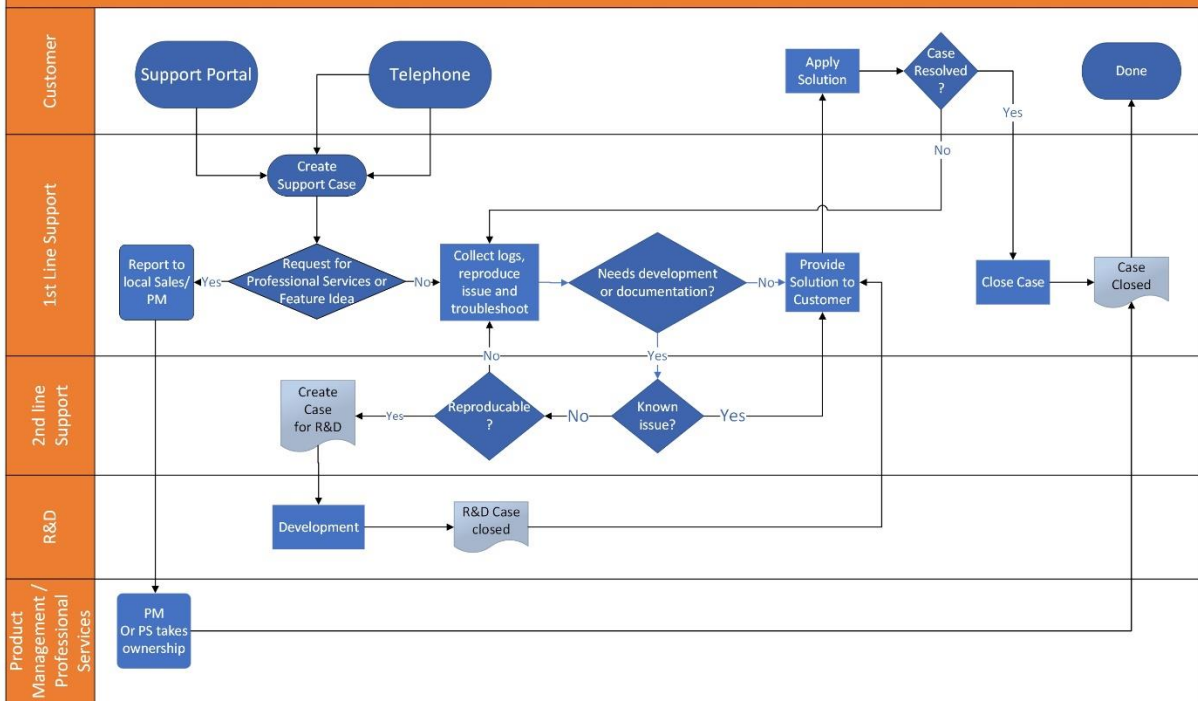 Customer
Support Portal
Telephone
Apply
Solution
Case
Resolved
?
Done
Yes
No
1st Line Support
Create
Support Case
Report to
local Sales/
PM
Yes
Request for
Professional Services or
Feature Idea
No
Collect logs,
reproduce
issue and
troubleshoot
Needs development
or documentation?
No
Provide
Solution to
Customer
Close Case
Case
Closed
No
Yes
2nd line
Support
Create
Case
for R&D
Yes
Reproducable
?
No
Known
issue?
Yes
R&D
Development
R&D Case
closed
Product
Management /
Professional
Services
PM
Or PS takes
ownership